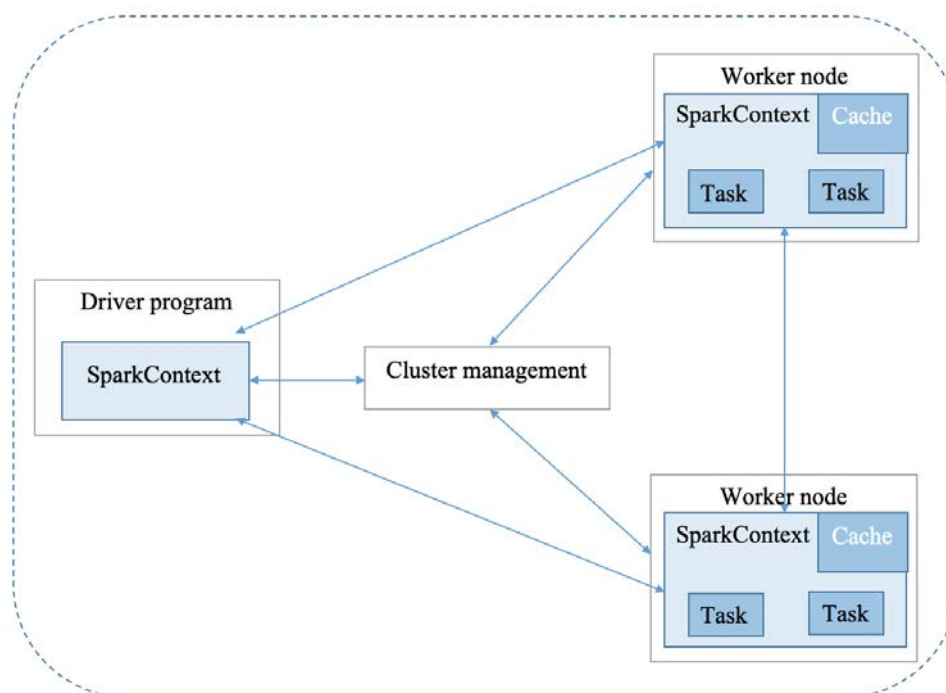 Worker node
SparkContext
Cache
Task
Task
Driver program
SparkContext
Cluster management
Worker node
SparkContext
Cache
Task
Task